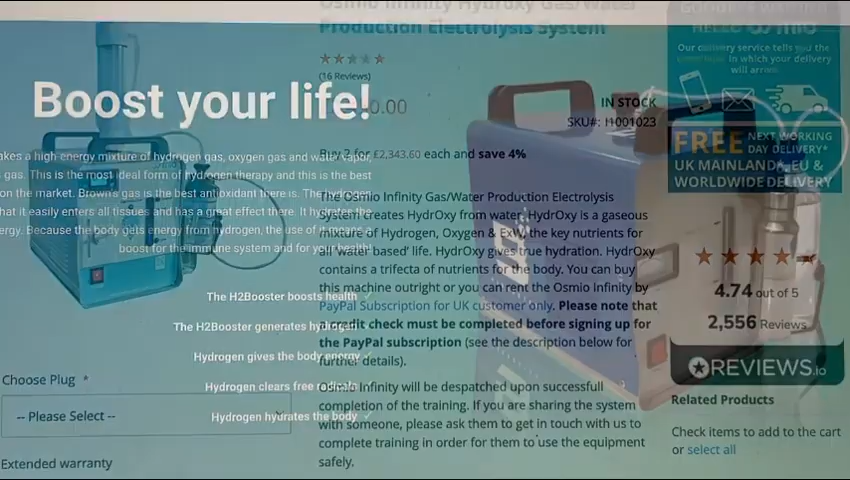 Osmio Infinity Hydroxy Gas/Water
Production Electrolysis System
(16 Reviews)
IN STOCK
SKU#: I1001023
Buy 2 for £2,343.60 each and save 4%
The Osmio Infinity Gas/Water Production Electrolysis
System creates HydrOxy from water. HydrOxy is a gaseous
mixture of Hydrogen, Oxygen & ExW, the key nutrients for
all 'water based' life. HydrOxy gives true hydration. HydrOxy
contains a trifecta of nutrients for the body. You can buy
this machine outright or you can rent the Osmio Infinity by
PayPal Subscription for UK customer only. Please note that
a credit check must be completed before signing up for
the PayPal subscription (see the description below for
further details).
Osmio Infinity will be despatched upon successful
completion of the training. If you are sharing the system
with someone, please ask them to get in touch with us to
complete training in order for them to use the equipment
safely.
Boost your life!
akes a high energy mixture of hydrogen gas, oxygen gas and water vapor,
gas. This is the most ideal form of hydrogen therapy and this is the best
on the market. Brown's gas is the best antioxidant there is. The hydrogen
hat it easily enters all tissues and has a great effect there. It hydrates the
ergy. Because the body gets energy from hydrogen, the use of means a
boost for the immune system and for your health!
The H2Booster boosts health
The H2Booster generates hydrogen
Hydrogen gives the body energy
Hydrogen clears free radicals
Hydrogen hydrates the body
Choose Plug *
-- Please Select --
Extended warranty
Our delivery service tells you the
in which your delivery
will arrive
FREE NEXT WORKING
DAY DELIVERY*
UK MAINLAND, EU &
WORLDWIDE DELIVERY
4.74 out of 5
2,556 Reviews
REVIEWS.io
Related Products
Check items to add to the cart
or select all